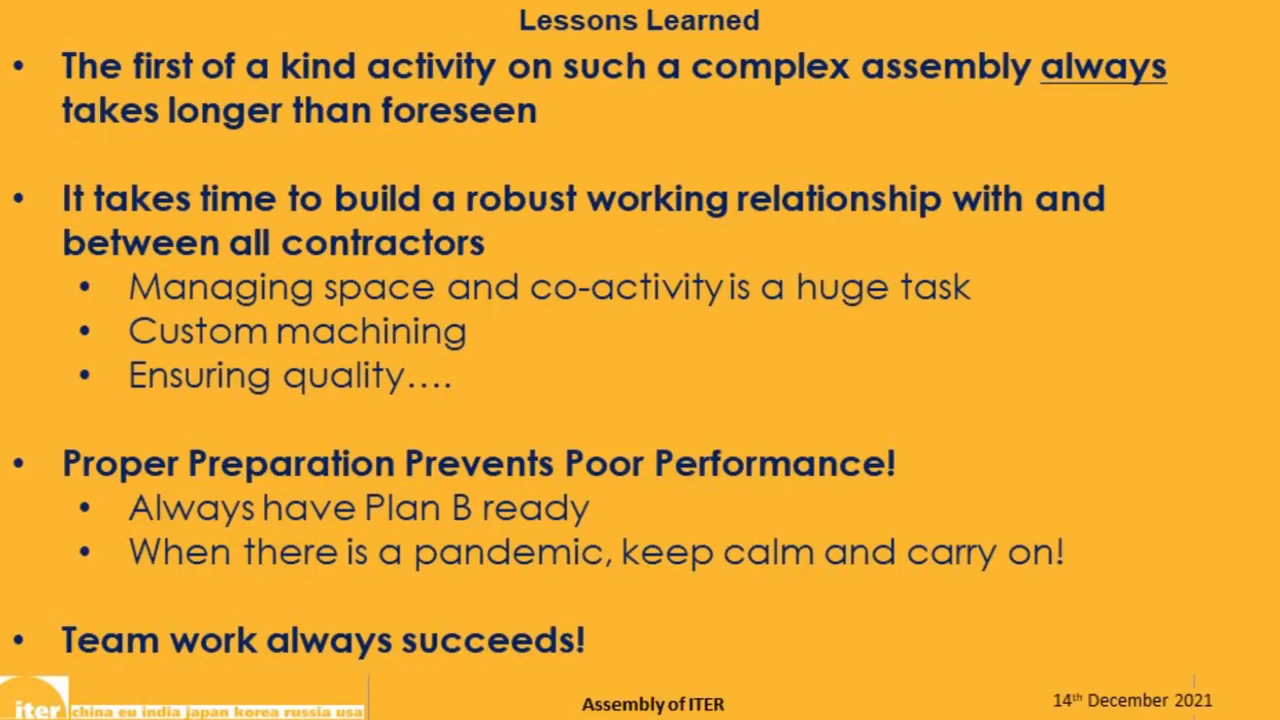 Lessons Learned
• The first of a kind activity on such a complex assembly always
takes longer than foreseen
• It takes time to build a robust working relationship with and
between all contractors
• Managing space and co-activity is a huge task
• Custom machining
• Ensuring quality....
• Proper Preparation Prevents Poor Performance!
• Always have Plan B ready
• When there is a pandemic, keep calm and carry on!
• Team work always succeeds!
iter china eu india japan korea russia usa
Assembly of ITER
14th December 2021